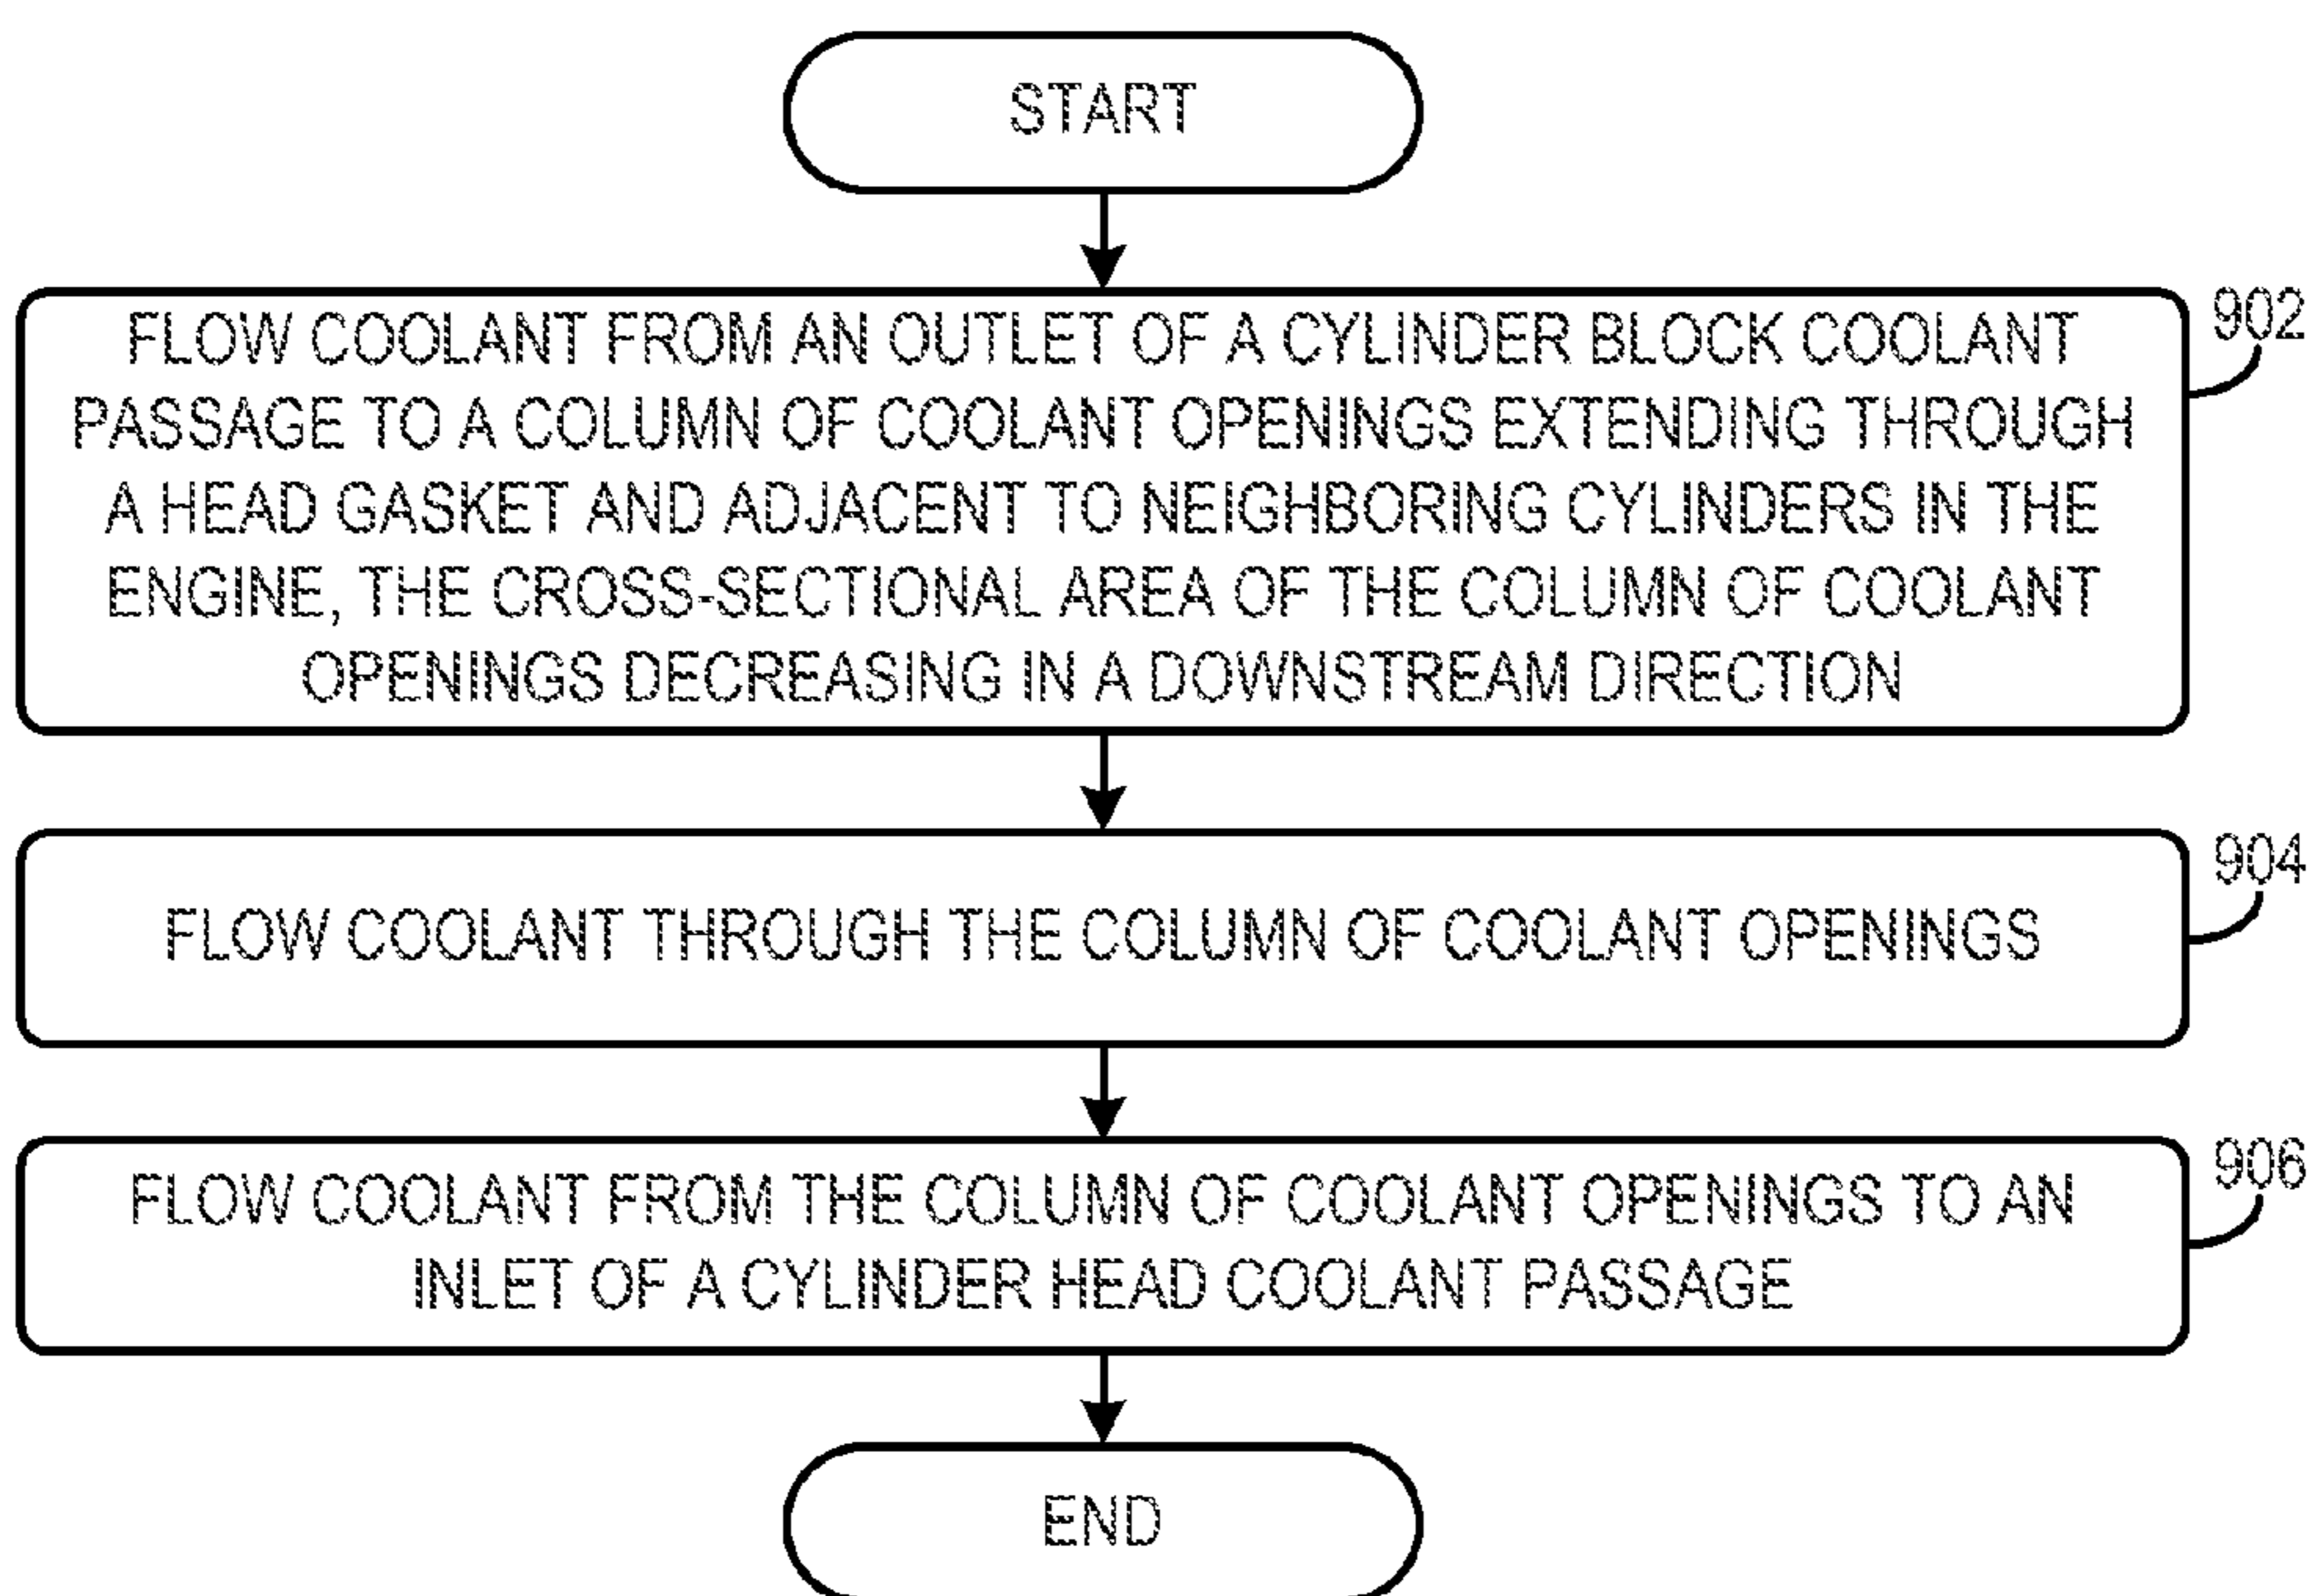 START
FLOW COOLANT FROM AN OUTLET OF A CYLINDER BLOCK COOLANT
PASSAGE TO A COLUMN OF COOLANT OPENINGS EXTENDING THROUGH
A HEAD GASKET AND ADJACENT TO NEIGHBORING CYLINDERS IN THE
ENGINE, THE CROSS-SECTIONAL AREA OF THE COLUMN OF COOLANT
OPENINGS DECREASING IN A DOWNSTREAM DIRECTION
902
FLOW COOLANT THROUGH THE COLUMN OF COOLANT OPENINGS
904
FLOW COOLANT FROM THE COLUMN OF COOLANT OPENINGS TO AN
INLET OF A CYLINDER HEAD COOLANT PASSAGE
906
END